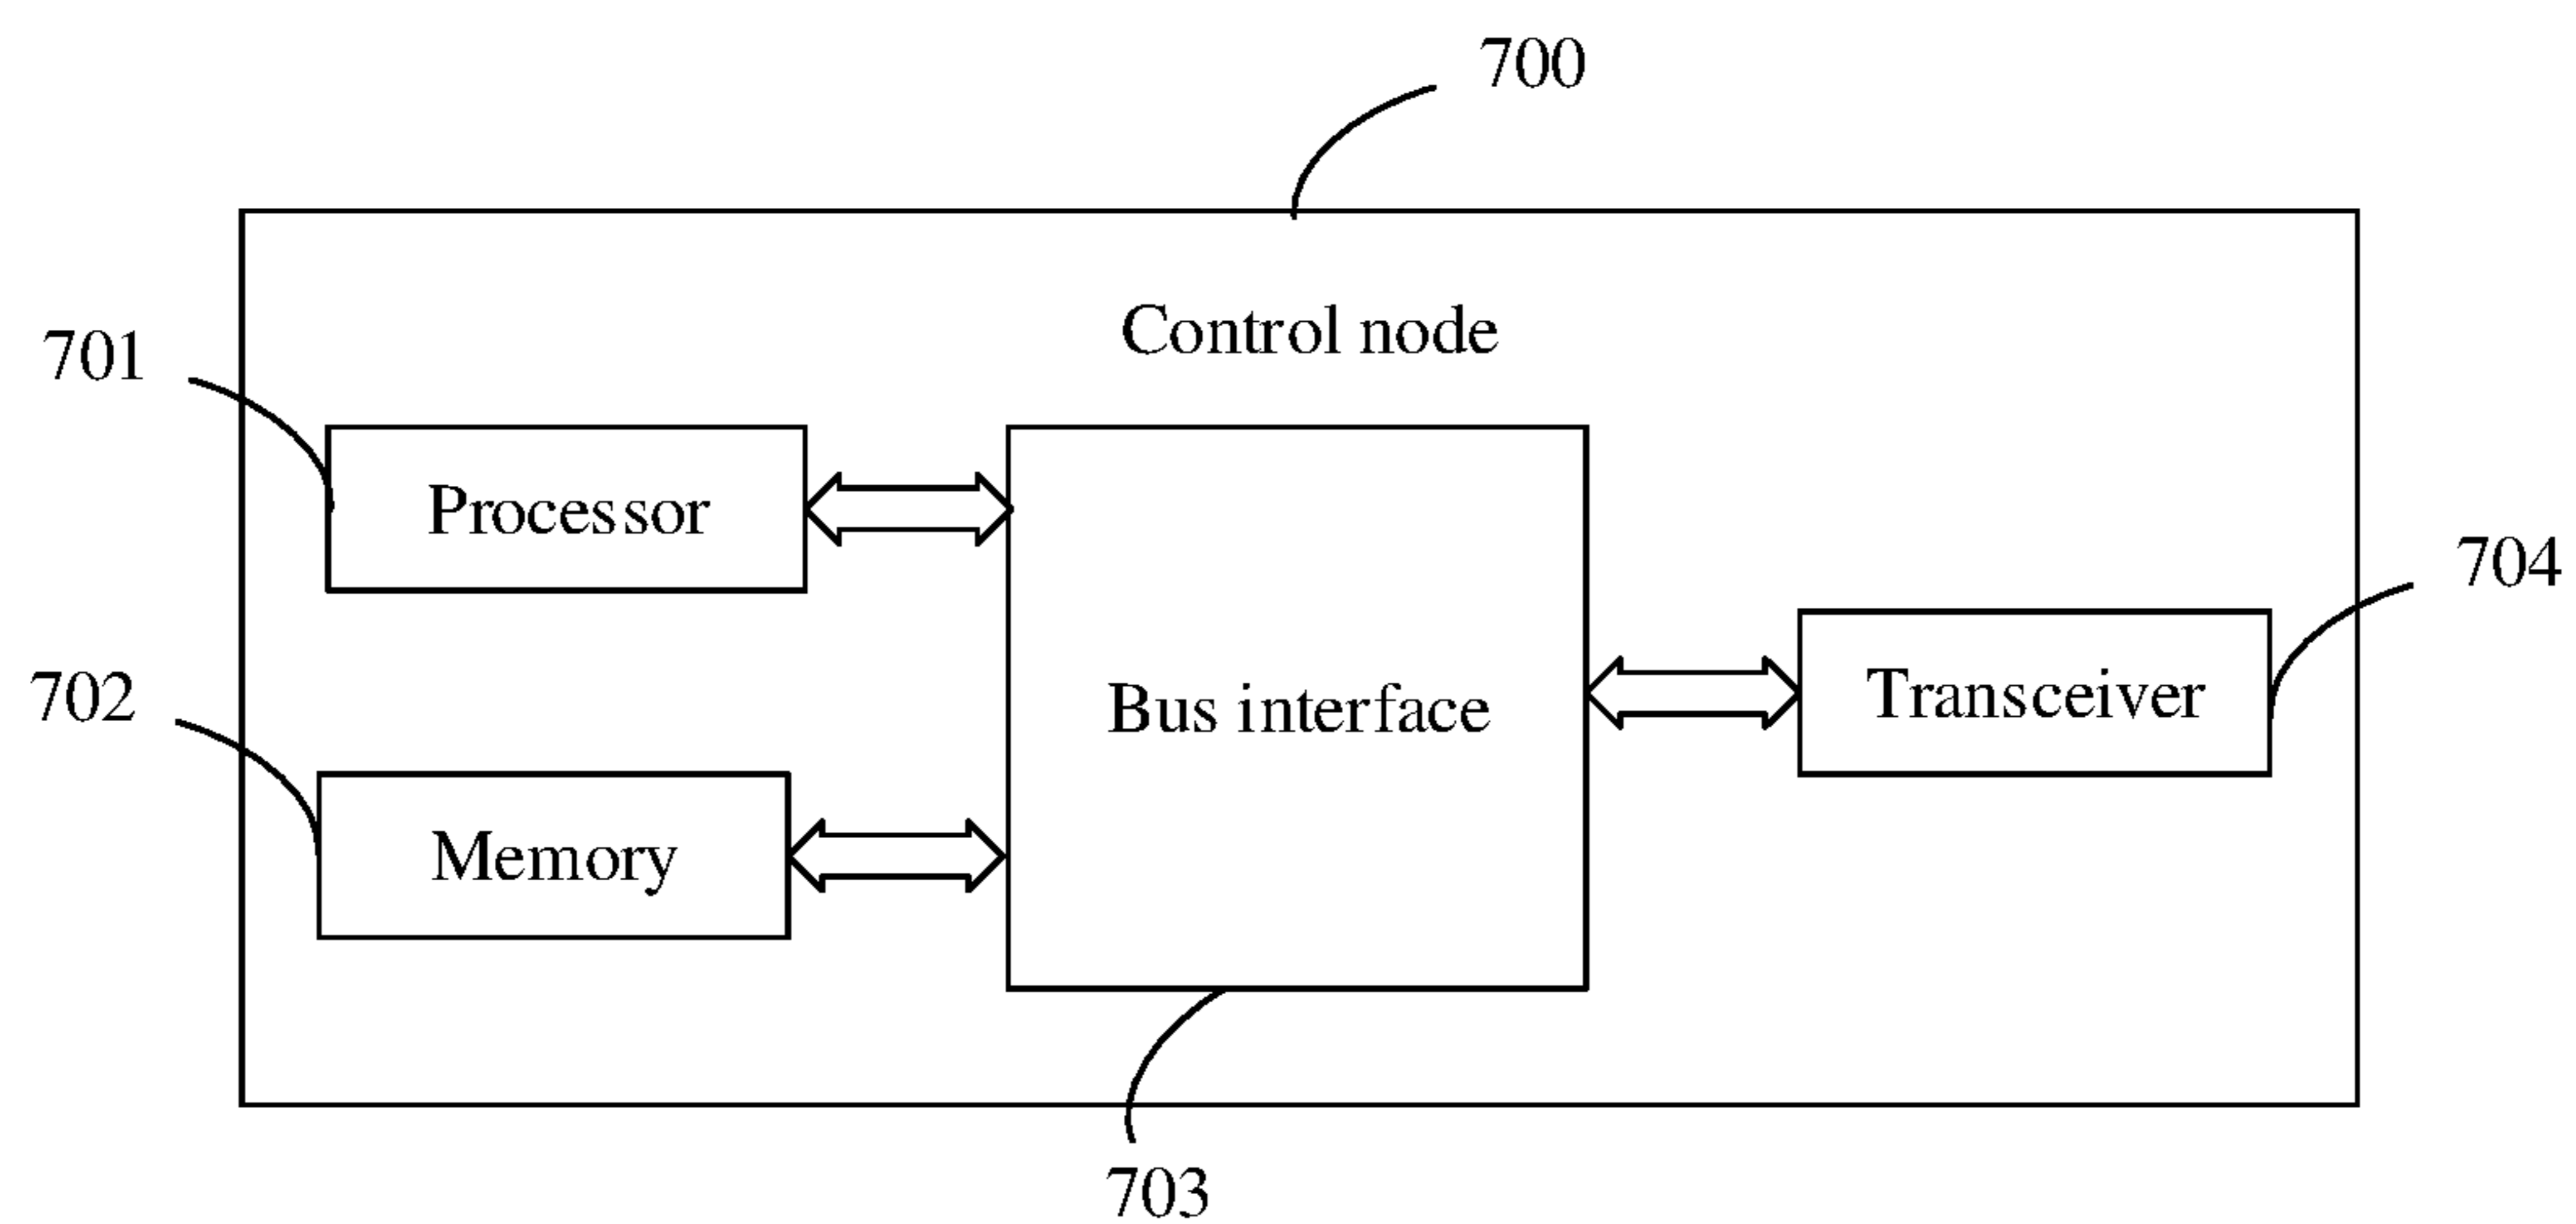 700
Control node
701
Processor
704
702
Bus interface
Transceiver
Memory
703